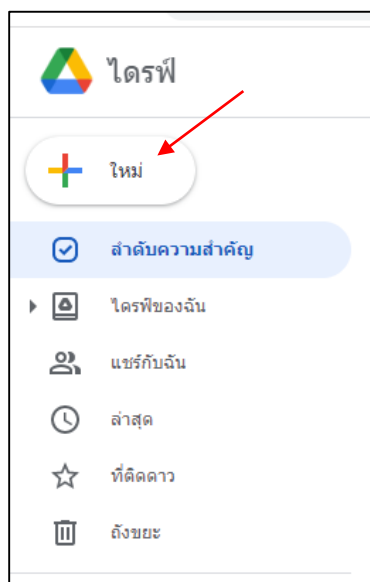 ไดรฟ์
ใหม่
ลำดับความสำคัญ
ไดรฟ์ของฉัน
แชร์กับฉัน
ล่าสุด
ที่ติดดาว
ถังขยะ